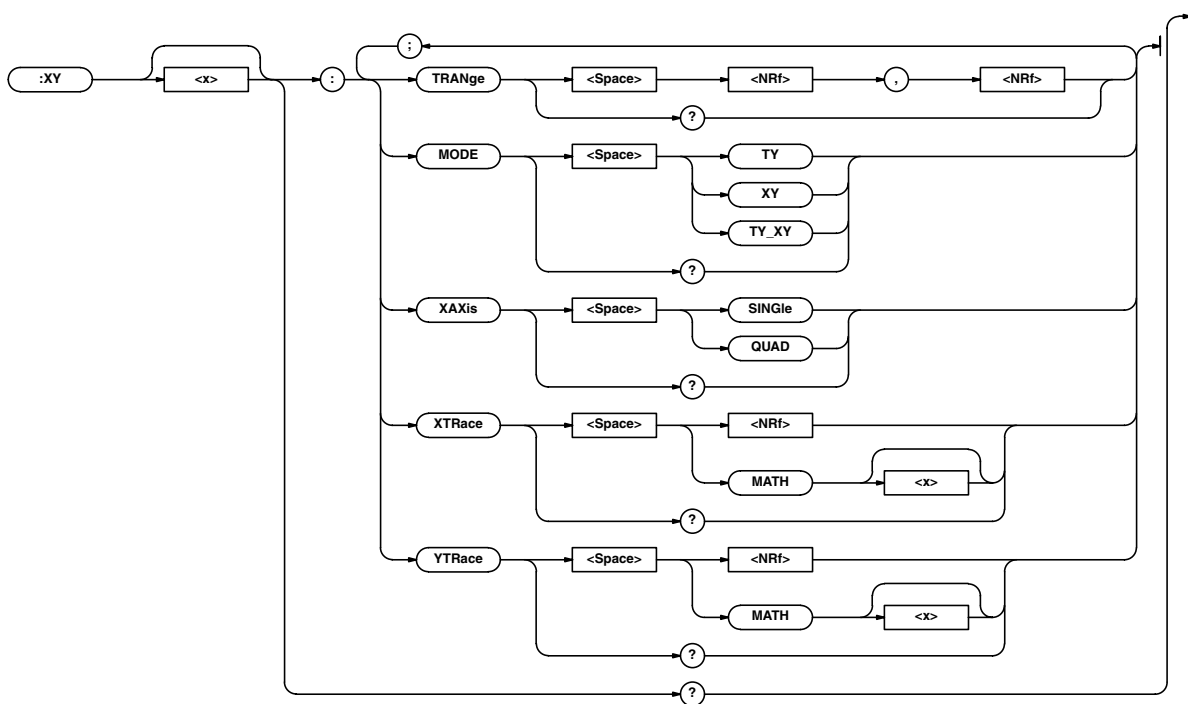 ;
:XY <x> : TRANge <Space> <NRf> , <NRf>
?
MODE <Space> TY
XY
TY_XY
?
XAXis <Space> SINGle
QUAD
?
XTRace <Space> <NRf>
MATH <x>
?
YTRace <Space> <NRf>
MATH <x>
?
?